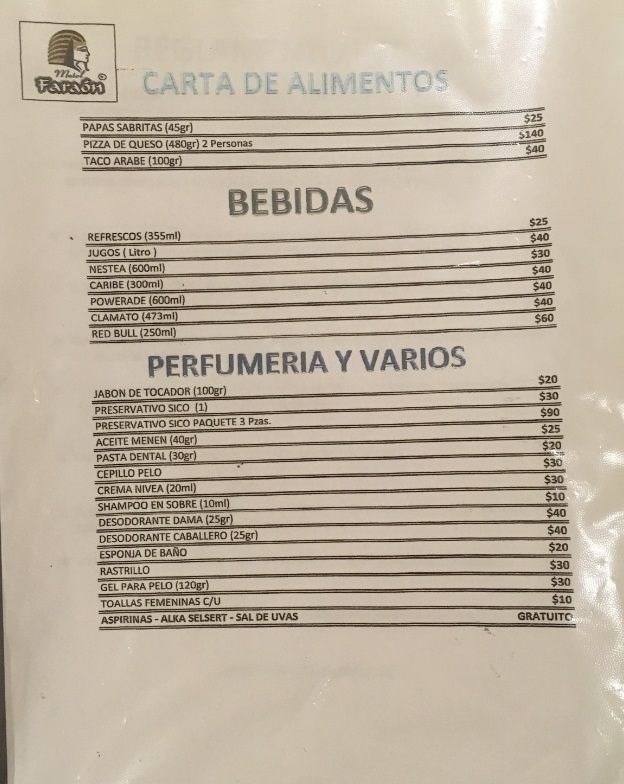 Motel
Faraón
CARTA DE ALIMENTOS
PAPAS SABRITAS (45gr) $25
PIZZA DE QUESO (480gr) 2 Personas $140
TACO ARABE (100gr) $40
BEBIDAS
REFRESCOS (355ml) $25
JUGOS ( Litro ) $40
NESTEA (600ml) $30
CARIBE (300ml) $40
POWERADE (600ml) $40
CLAMATO (473ml) $40
RED BULL (250ml) $60
PERFUMERIA Y VARIOS
JABON DE TOCADOR (100gr) $20
PRESERVATIVO SICO (1) $30
PRESERVATIVO SICO PAQUETE 3 Pzas. $90
ACEITE MENEN (40gr) $25
PASTA DENTAL (30gr) $20
CEPILLO PELO $30
CREMA NIVEA (20ml) $30
SHAMPOO EN SOBRE (10ml) $10
DESODORANTE DAMA (25gr) $40
DESODORANTE CABALLERO (25gr) $40
ESPONJA DE BAÑO $20
RASTRILLO $30
GEL PARA PELO (120gr) $30
TOALLAS FEMENINAS C/U $10
ASPIRINAS - ALKA SELSERT - SAL DE UVAS GRATUITO